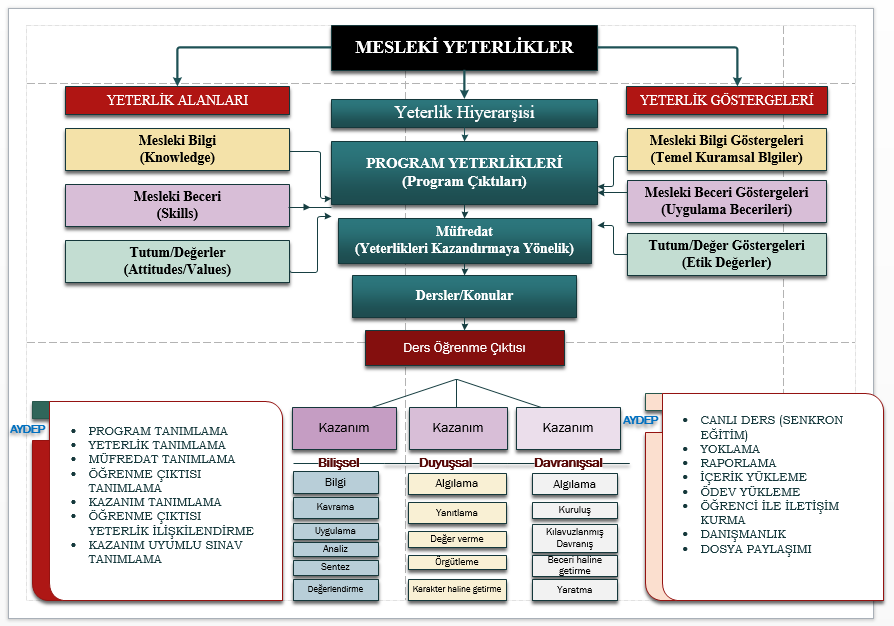 MESLEKİ YETERLİKLER
YETERLİK ALANLARI
Yeterlik Hiyerarşisi
YETERLİK GÖSTERGELERİ
Mesleki Bilgi
(Knowledge)
PROGRAM YETERLİKLERİ
(Program Çıktıları)
Mesleki Bilgi Göstergeleri
(Temel Kuramsal Blgiler)
Mesleki Beceri
(Skills)
Mesleki Beceri Göstergeleri
(Uygulama Becerileri)
Müfredat
(Yeterlikleri Kazandırmaya Yönelik)
Tutum/Değerler
(Attitudes/Values)
Tutum/Değer Göstergeleri
(Etik Değerler)
Dersler/Konular
Ders Öğrenme Çıktısı
AYDEP
• PROGRAM TANIMLAMA
• YETERLİK TANIMLAMA
• MÜFREDAT TANIMLAMA
• ÖĞRENME ÇIKTISI
TANIMLAMA
• KAZANIM TANIMLAMA
• ÖĞRENME ÇIKTISI
YETERLİK İLİŞKİLENDİRME
• KAZANIM UYUMLU SINAV
TANIMLAMA
Kazanım
Kazanım
Kazanım
Bilişsel
Duyuşsal
Davranışsal
Bilgi
Kavrama
Uygulama
Analiz
Sentez
Değerlendirme
Algılama
Yanıtlama
Değer verme
Örgütleme
Karakter haline getirme
Algılama
Kuruluş
Kılavuzlanmış
Davranış
Beceri haline
getirme
Yaratma
AYDEP
• CANLI DERS (SENKRON
EĞİTİM)
• YOKLAMA
• RAPORLAMA
• İÇERİK YÜKLEME
• ÖDEV YÜKLEME
• ÖĞRENCİ İLE İLETİŞİM
KURMA
• DANIŞMANLIK
• DOSYA PAYLAŞIMI